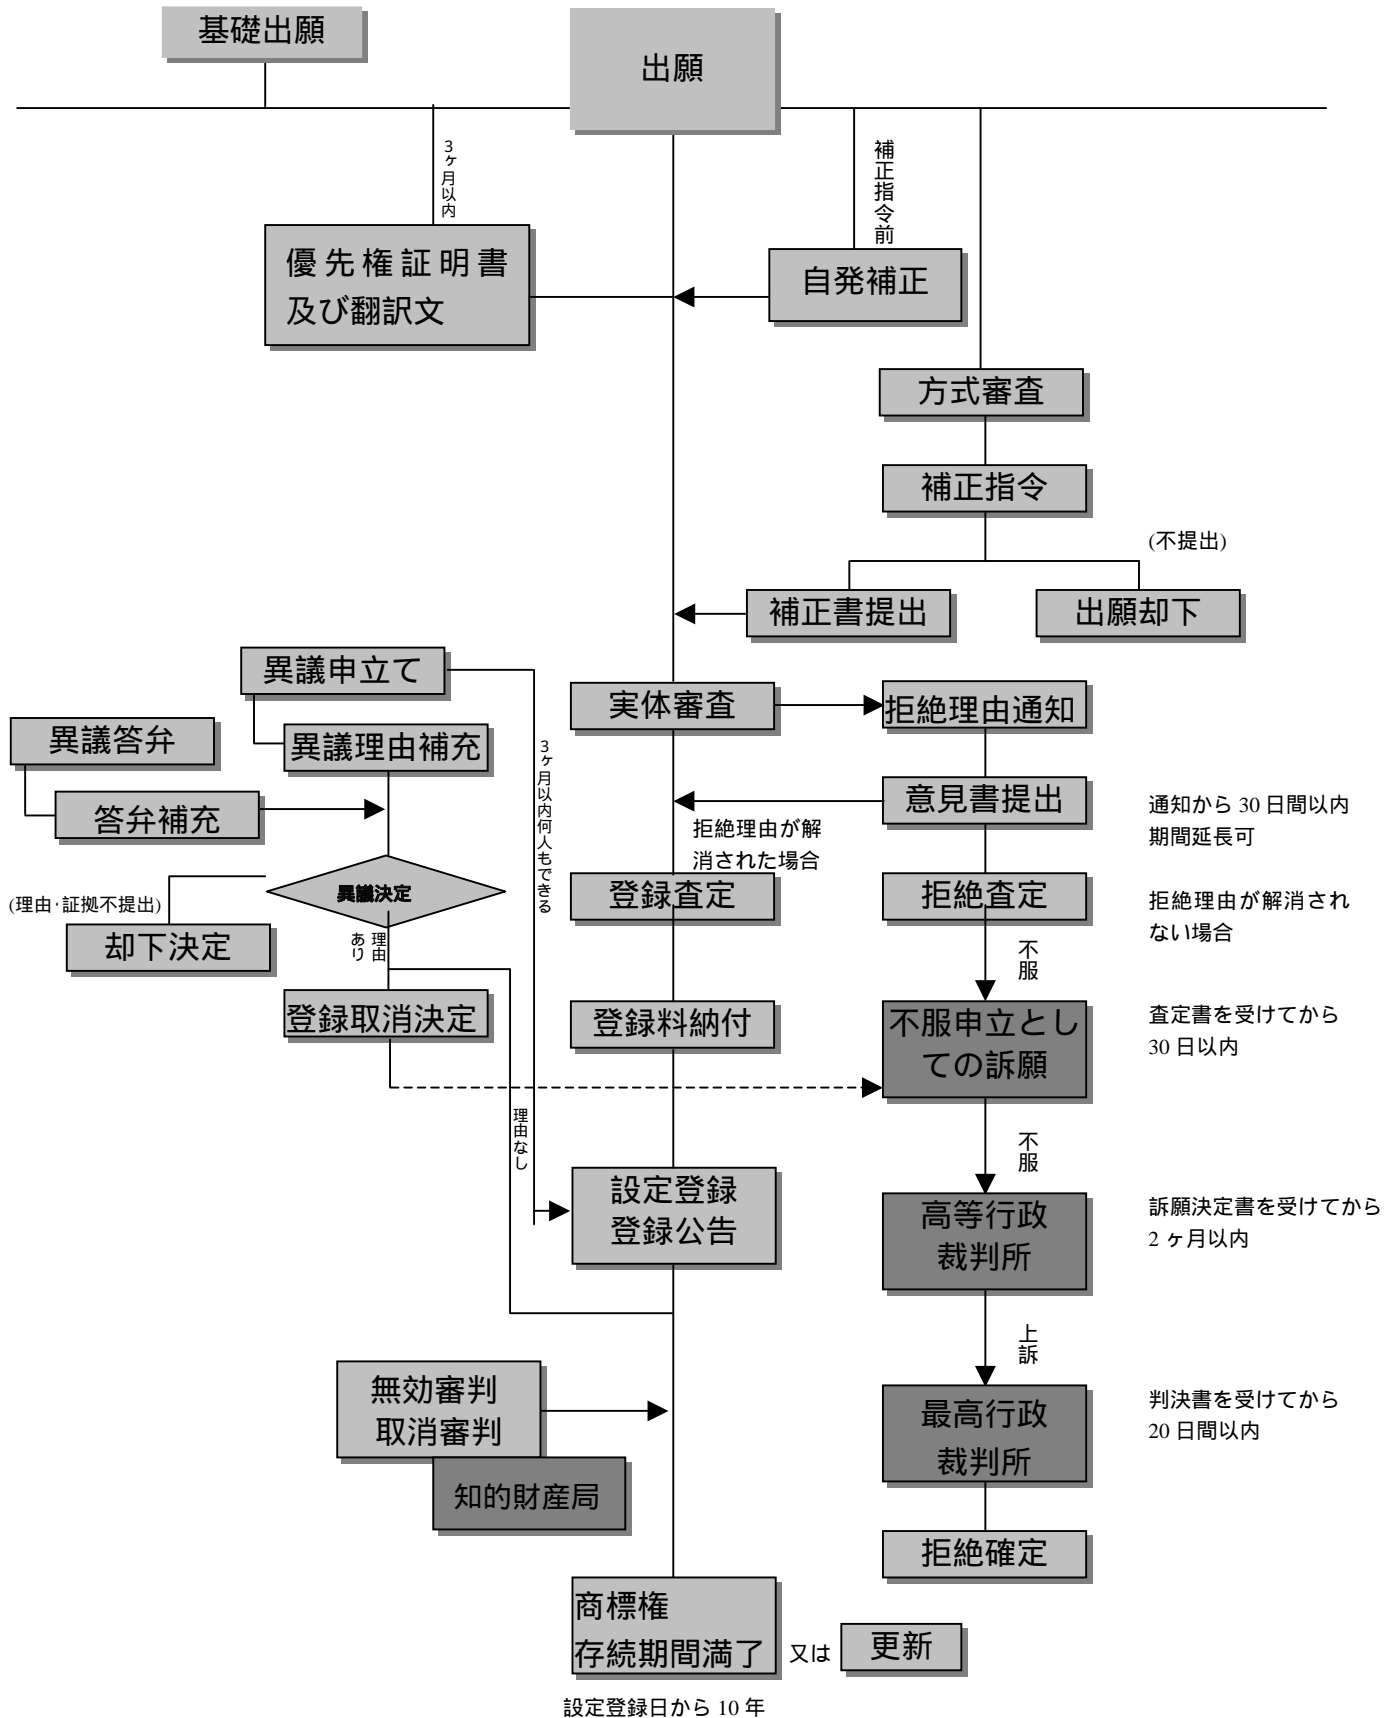 基礎出願
出願
3ヶ月以内
補正指令前
優先権証明書
及び翻訳文
自発補正
方式審査
補正指令
(不提出)
補正書提出
出願却下
異議申立て
実体審査
拒絶理由通知
異議答弁
異議理由補充
3ヶ月以内何人もできる
答弁補充
意見書提出
通知から 30 日間以内
期間延長可
拒絶理由が解
消された場合
異議決定
登録査定
拒絶査定
拒絶理由が解消され
ない場合
(理由·証拠不提出)
却下決定
理由
あり
不服
登録取消決定
登録料納付
不服申立とし
ての訴願
査定書を受けてから
30 日以内
理由なし
不服
設定登録
登録公告
高等行政
裁判所
訴願決定書を受けてから
2 ヶ月以内
上訴
無効審判
取消審判
最高行政
裁判所
判決書を受けてから
20 日間以内
知的財産局
拒絶確定
商標権
存続期間満了
又は
更新
設定登録日から 10 年